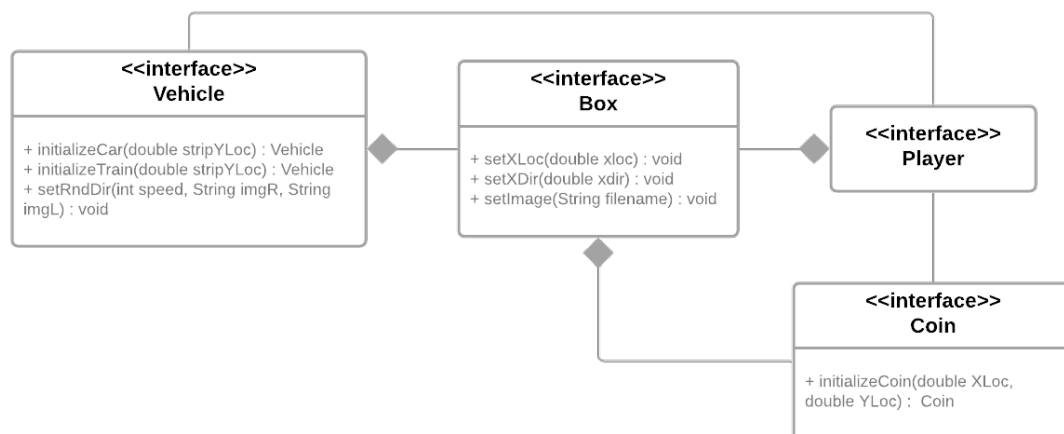 <<interface>>
Vehicle
+ initializeCar(double stripYLoc) : Vehicle
+ initializeTrain(double stripYLoc) : Vehicle
+ setRndDir(int speed, String imgR, String
imgL) : void
<<interface>>
Box
+ setXLoc(double xloc) : void
+ setXDir(double xdir) : void
+ setImage(String filename) : void
<<interface>>
Player
<<interface>>
Coin
+ initializeCoin(double XLoc,
double YLoc) : Coin